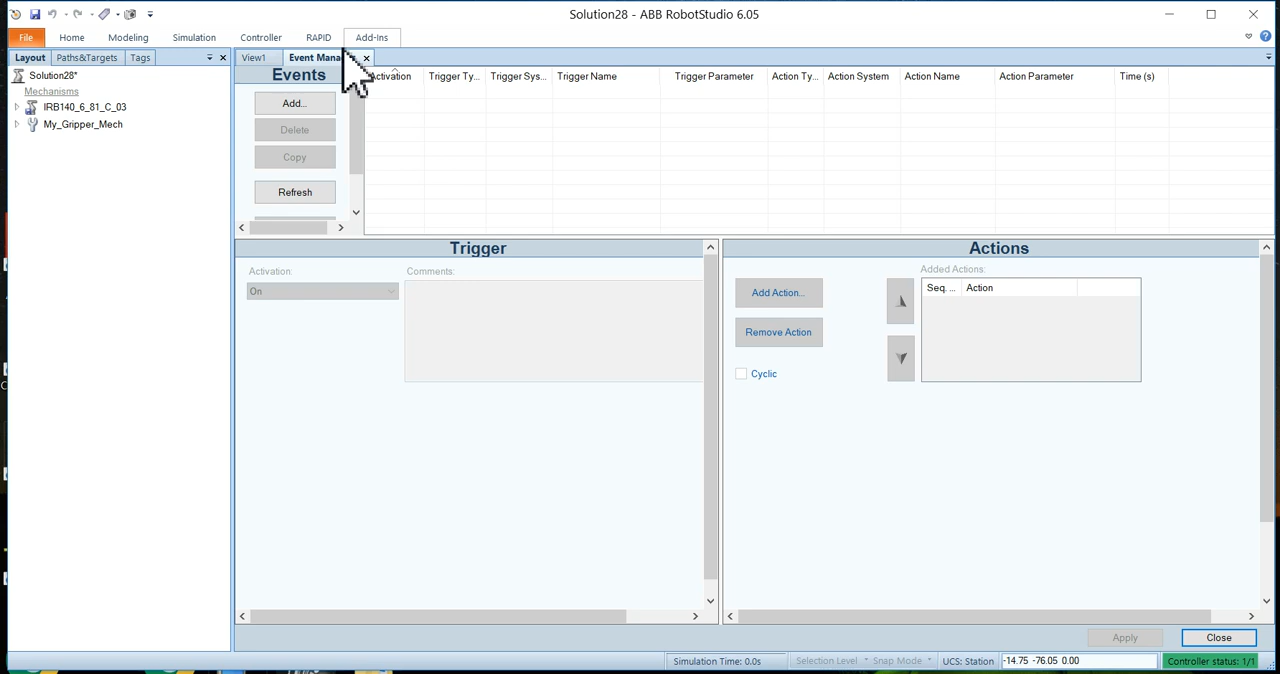 Solution28 - ABB RobotStudio 6.05
File Home Modeling Simulation Controller RAPID Add-Ins
Layout Paths&Targets Tags
View1 Event Mana
Solution28*
Mechanisms
IRB140_6_81_C_03
My_Gripper_Mech
Events
Add...
Delete
Copy
Refresh
Activation Trigger Ty... Trigger Sys... Trigger Name Trigger Parameter Action Ty... Action System Action Name Action Parameter Time (s)
Trigger
Activation:
On
Comments:
Actions
Add Action...
Remove Action
Cyclic
Added Actions:
Seq. ... Action
Apply Close
Simulation Time: 0.0s Selection Level Snap Mode UCS: Station -14.75 -76.05 0.00 Controller status: 1/1